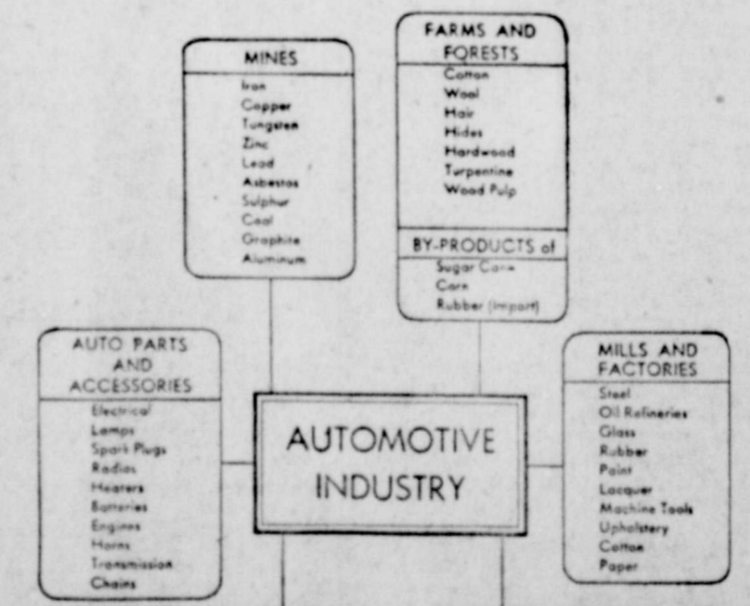 MINES
Iron
Copper
Tungsten
Zinc
Lead
Asbestos
Sulphur
Coal
Graphite
Aluminum
FARMS AND
FORESTS
Cotton
Wool
Hair
Hides
Hardwood
Turpentine
Wood Pulp
BY-PRODUCTS of
Sugar Cane
Corn
Rubber (Import)
AUTO PARTS
AND
ACCESSORIES
Electrical
Lamps
Spark Plugs
Radios
Heaters
Batteries
Engines
Horns
Transmission
Chains
AUTOMOTIVE
INDUSTRY
MILLS AND
FACTORIES
Steel
Oil Refineries
Glass
Rubber
Paint
Lacquer
Machine Tools
Upholstery
Cotton
Paper